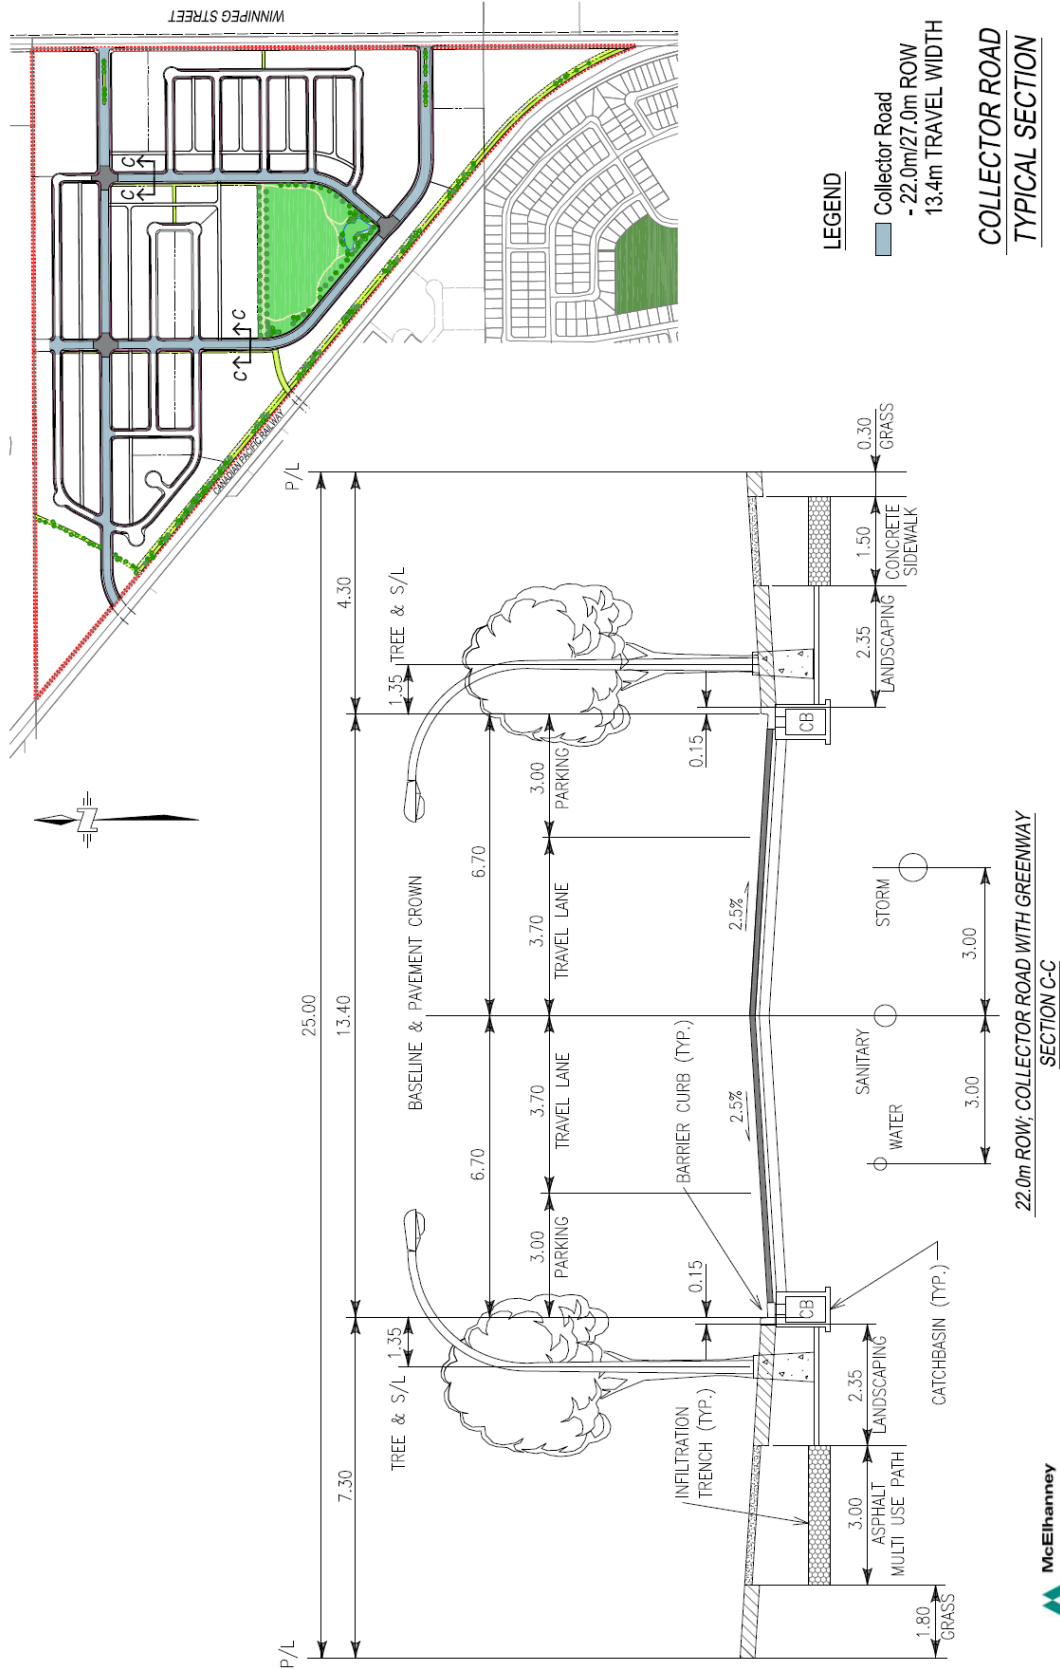 WINNIPEG STREET
C
C
C
C
CANADIAN PACIFIC RAILWAY
N
LEGEND
Collector Road
- 22.0m/27.0m ROW
13.4m TRAVEL WIDTH
COLLECTOR ROAD
TYPICAL SECTION
P/L
P/L
25.00
7.30
13.40
4.30
TREE & S/L
1.35
BASELINE & PAVEMENT CROWN
1.35
TREE & S/L
6.70
6.70
3.00
PARKING
3.70
TRAVEL LANE
3.70
TRAVEL LANE
3.00
PARKING
INFILTRATION
TRENCH (TYP.)
0.15
BARRIER CURB (TYP.)
0.15
2.5%
2.5%
CB
CB
1.80
GRASS
3.00
ASPHALT
MULTI USE PATH
2.35
LANDSCAPING
CATCHBASIN (TYP.)
WATER
SANITARY
STORM
3.00
3.00
2.35
LANDSCAPING
1.50
CONCRETE
SIDEWALK
0.30
GRASS
22.0m ROW; COLLECTOR ROAD WITH GREENWAY
SECTION C-C
McElhanney